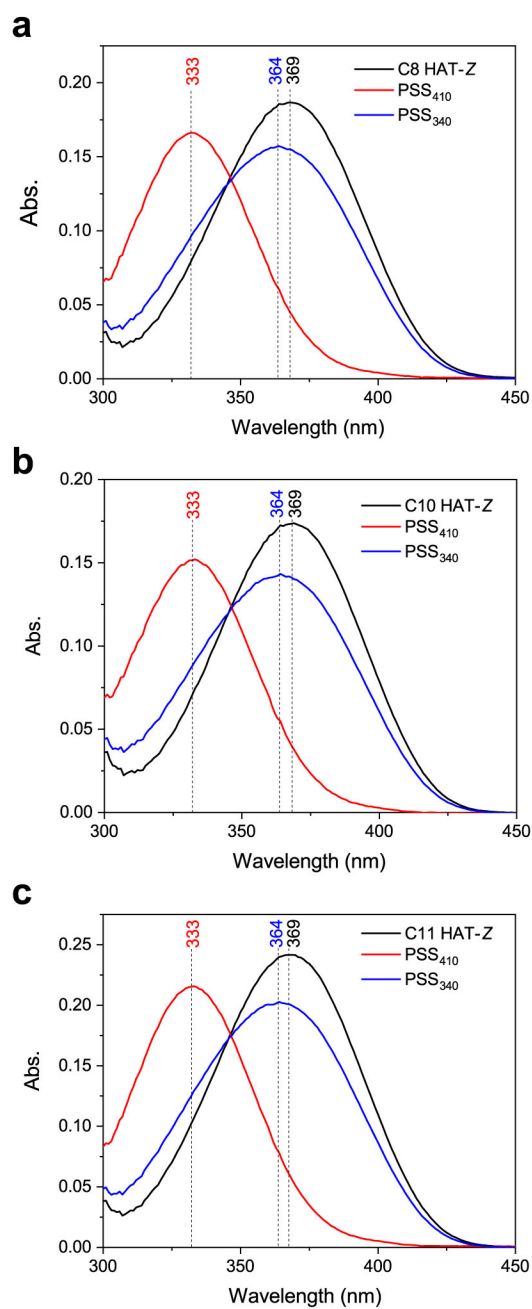 a
333
364
369
C8 HAT-Z
PSS410
PSS340
0.20
0.15
0.10
0.05
0.00
Abs.
300
350
400
450
Wavelength (nm)
b
333
364
369
C10 HAT-Z
PSS410
PSS340
0.20
0.15
0.10
0.05
0.00
Abs.
300
350
400
450
Wavelength (nm)
c
333
364
369
C11 HAT-Z
PSS410
PSS340
0.25
0.20
0.15
0.10
0.05
0.00
Abs.
300
350
400
450
Wavelength (nm)